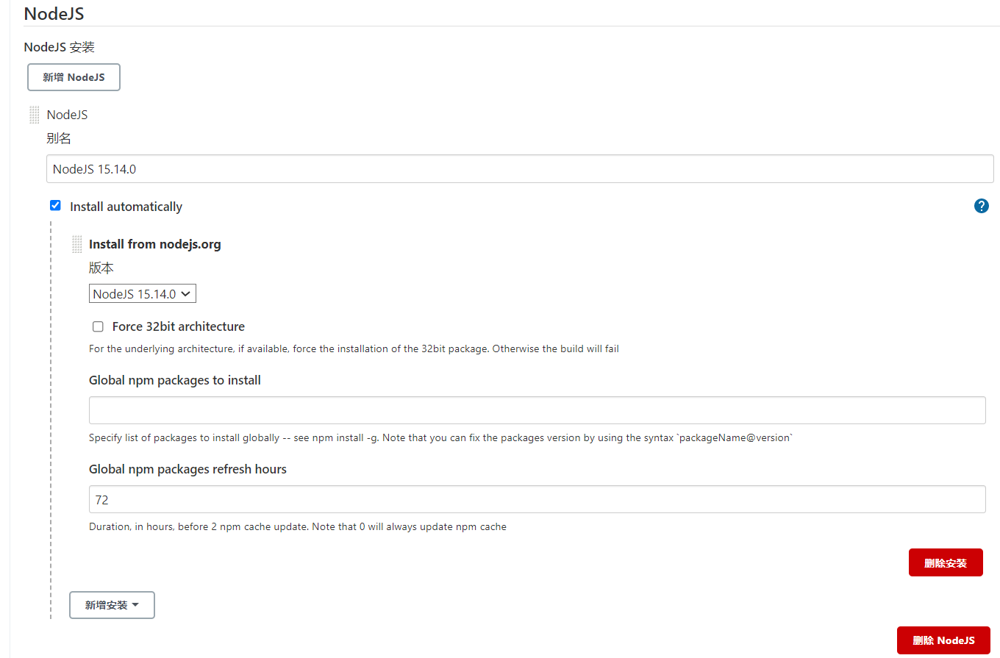 NodeJS
NodeJS 安装
新增 NodeJS
NodeJS
别名
NodeJS 15.14.0
Install automatically
?
Install from nodejs.org
版本
NodeJS 15.14.0
Force 32bit architecture
For the underlying architecture, if available, force the installation of the 32bit package. Otherwise the build will fail
Global npm packages to install
Specify list of packages to install globally -- see npm install -g. Note that you can fix the packages version by using the syntax `packageName@version`
Global npm packages refresh hours
72
Duration, in hours, before 2 npm cache update. Note that 0 will always update npm cache
删除安装
新增安装
删除 NodeJS